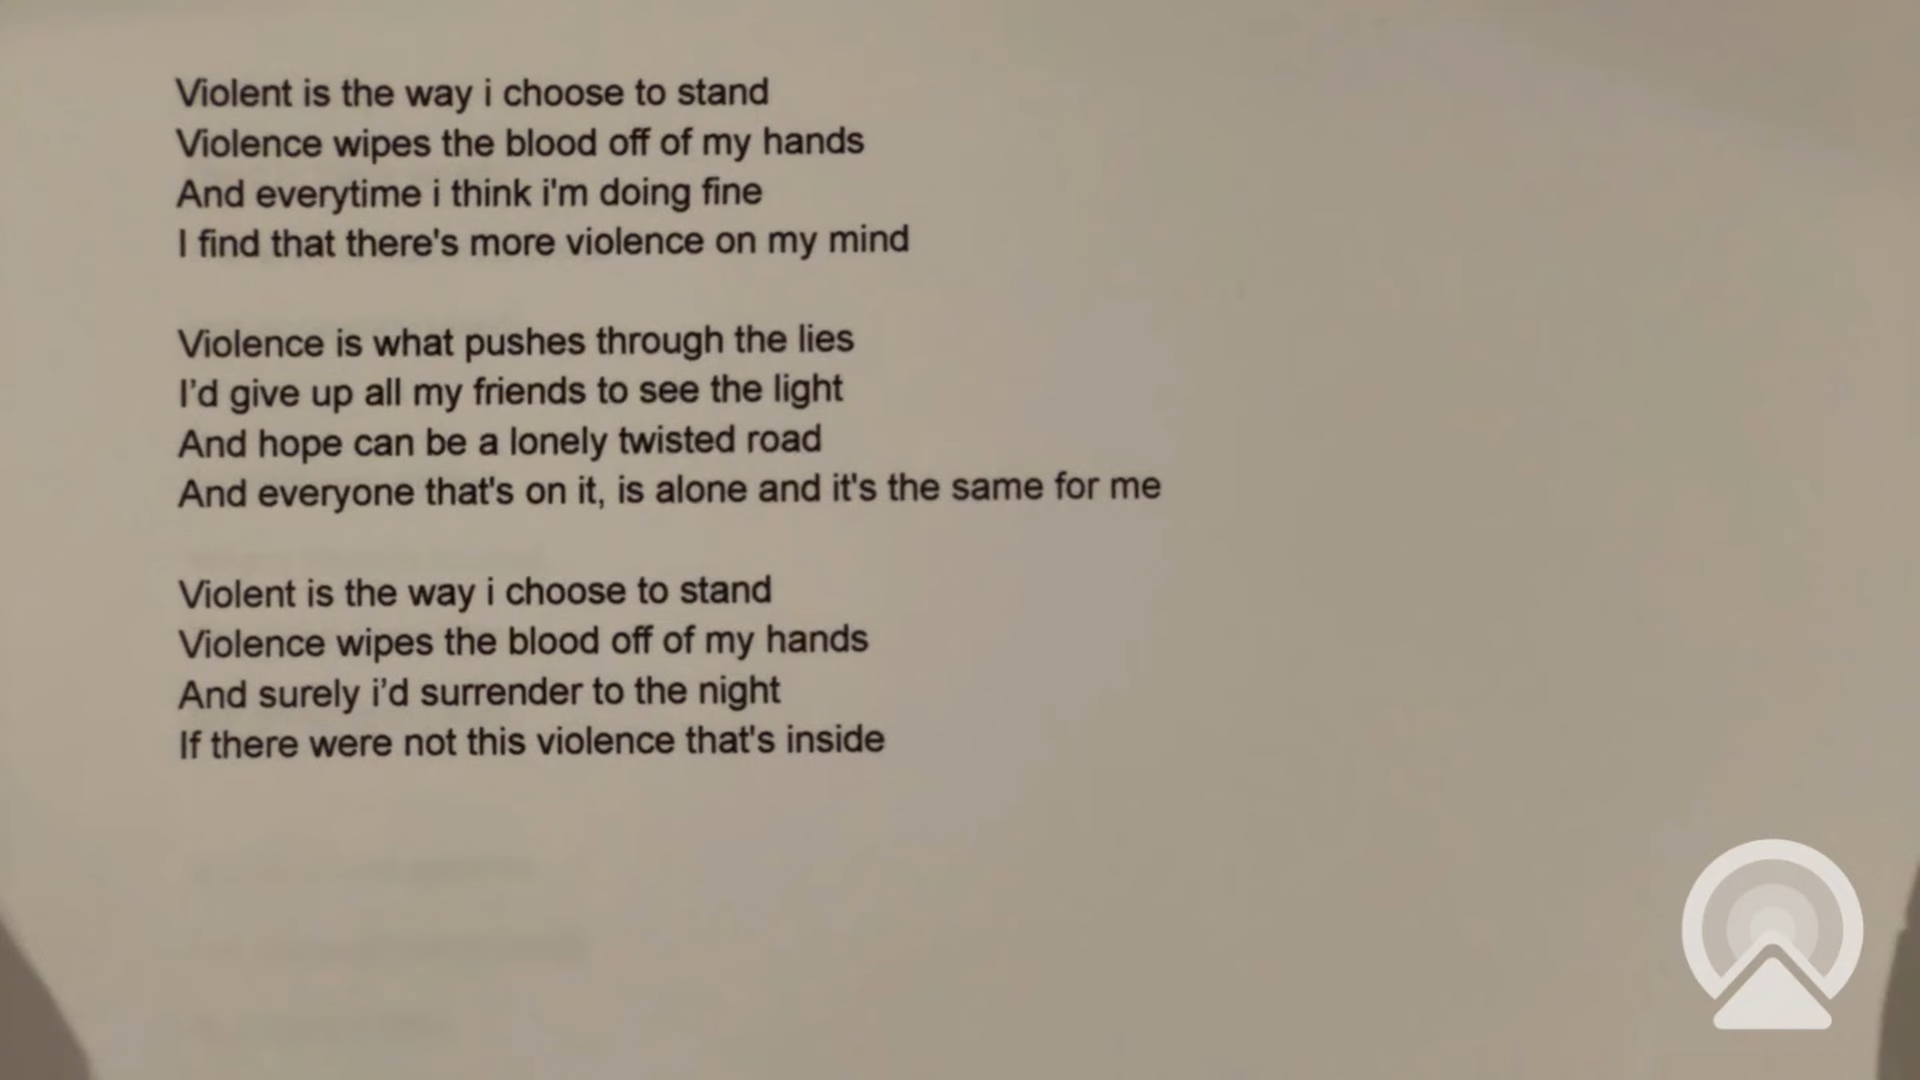 Violent is the way i choose to stand
Violence wipes the blood off of my hands
And everytime i think i'm doing fine
I find that there's more violence on my mind
Violence is what pushes through the lies
I’d give up all my friends to see the light
And hope can be a lonely twisted road
And everyone that's on it, is alone and it's the same for me
Violent is the way i choose to stand
Violence wipes the blood off of my hands
And surely i’d surrender to the night
If there were not this violence that's inside